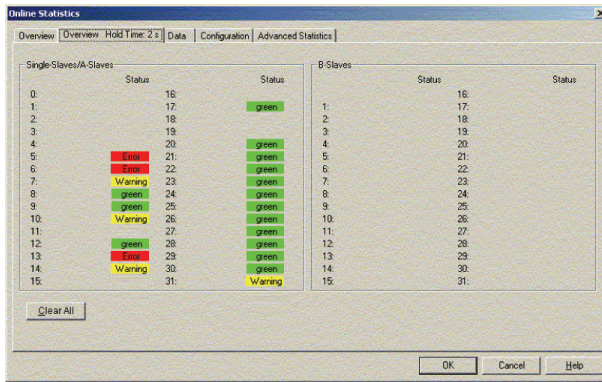 Online Statistics
Overview Overview Hold Time: 2 s Data Configuration Advanced Statistics
Single-Slaves/A-Slaves B-Slaves
Status Status Status Status
0: 16: 16:
1: 17: green 1: 17:
2: 18: 2: 18:
3: 19: 3: 19:
4: 20: green 4: 20:
5: Error 21: green 5: 21:
6: Error 22: green 6: 22:
7: Warning 23: green 7: 23:
8: green 24: green 8: 24:
9: green 25: green 9: 25:
10: Warning 26: green 10: 26:
11: 27: green 11: 27:
12: green 28: green 12: 28:
13: Error 29: green 13: 29:
14: Warning 30: green 14: 30:
15: 31: Warning 15: 31:
Clear All
OK Cancel Help